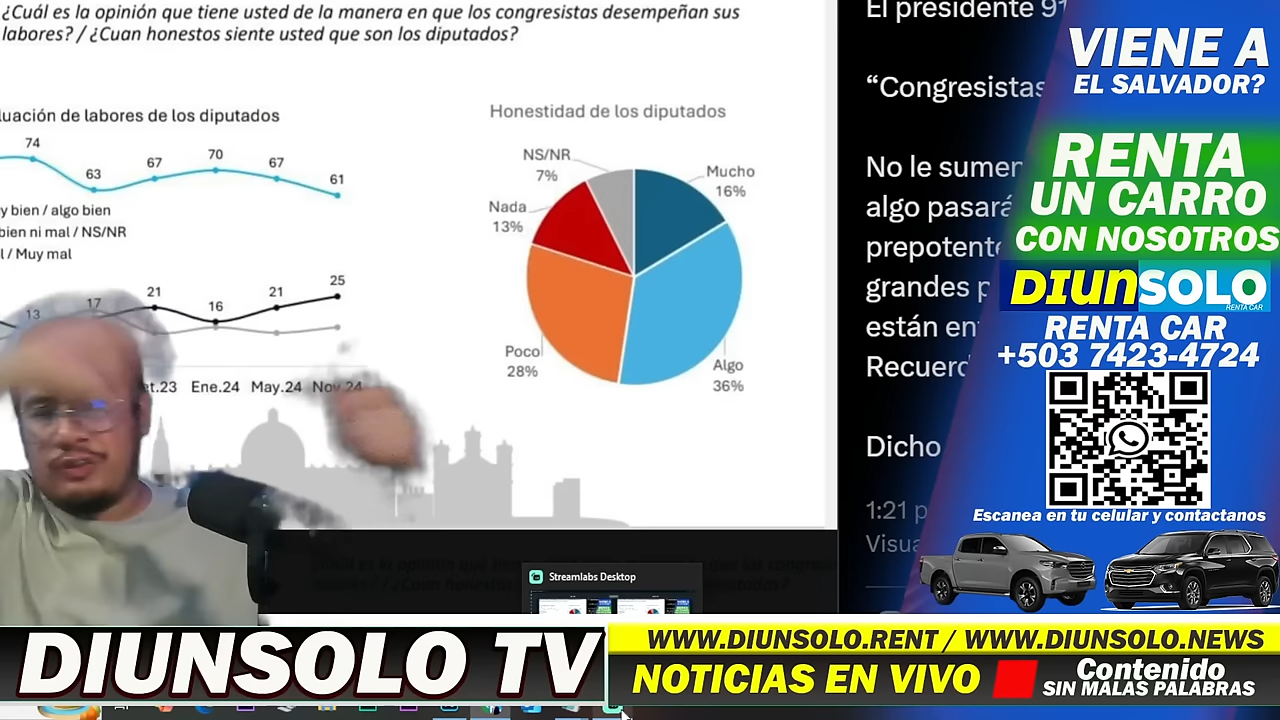 ¿Cuál es la opinión que tiene usted de la manera en que los congresistas desempeñan sus
labores? / ¿Cuan honestos siente usted que son los diputados?
luación de labores de los diputados
74
63
67
70
67
61
y bien / algo bien
bien ni mal / NS/NR
l / Muy mal
13
17
21
16
21
25
et.23 Ene.24 May.24 Nov.24
Honestidad de los diputados
NS/NR
7%
Mucho
16%
Nada
13%
Poco
28%
Algo
36%
El presidente 91
“Congresistas
No le sumen
algo pasará
prepotente
grandes p
están en
Recuerd
Dicho
1:21 p
Visua
VIENE A
EL SALVADOR?
RENTA
UN CARRO
CON NOSOTROS
DIUNSOLO
RENTA CAR
RENTA CAR
+503 7423-4724
Escanea en tu celular y contactanos
Streamlabs Desktop
DIUNSOLO TV
WWW.DIUNSOLO.RENT / WWW.DIUNSOLO.NEWS
NOTICIAS EN VIVO
Contenido
SIN MALAS PALABRAS